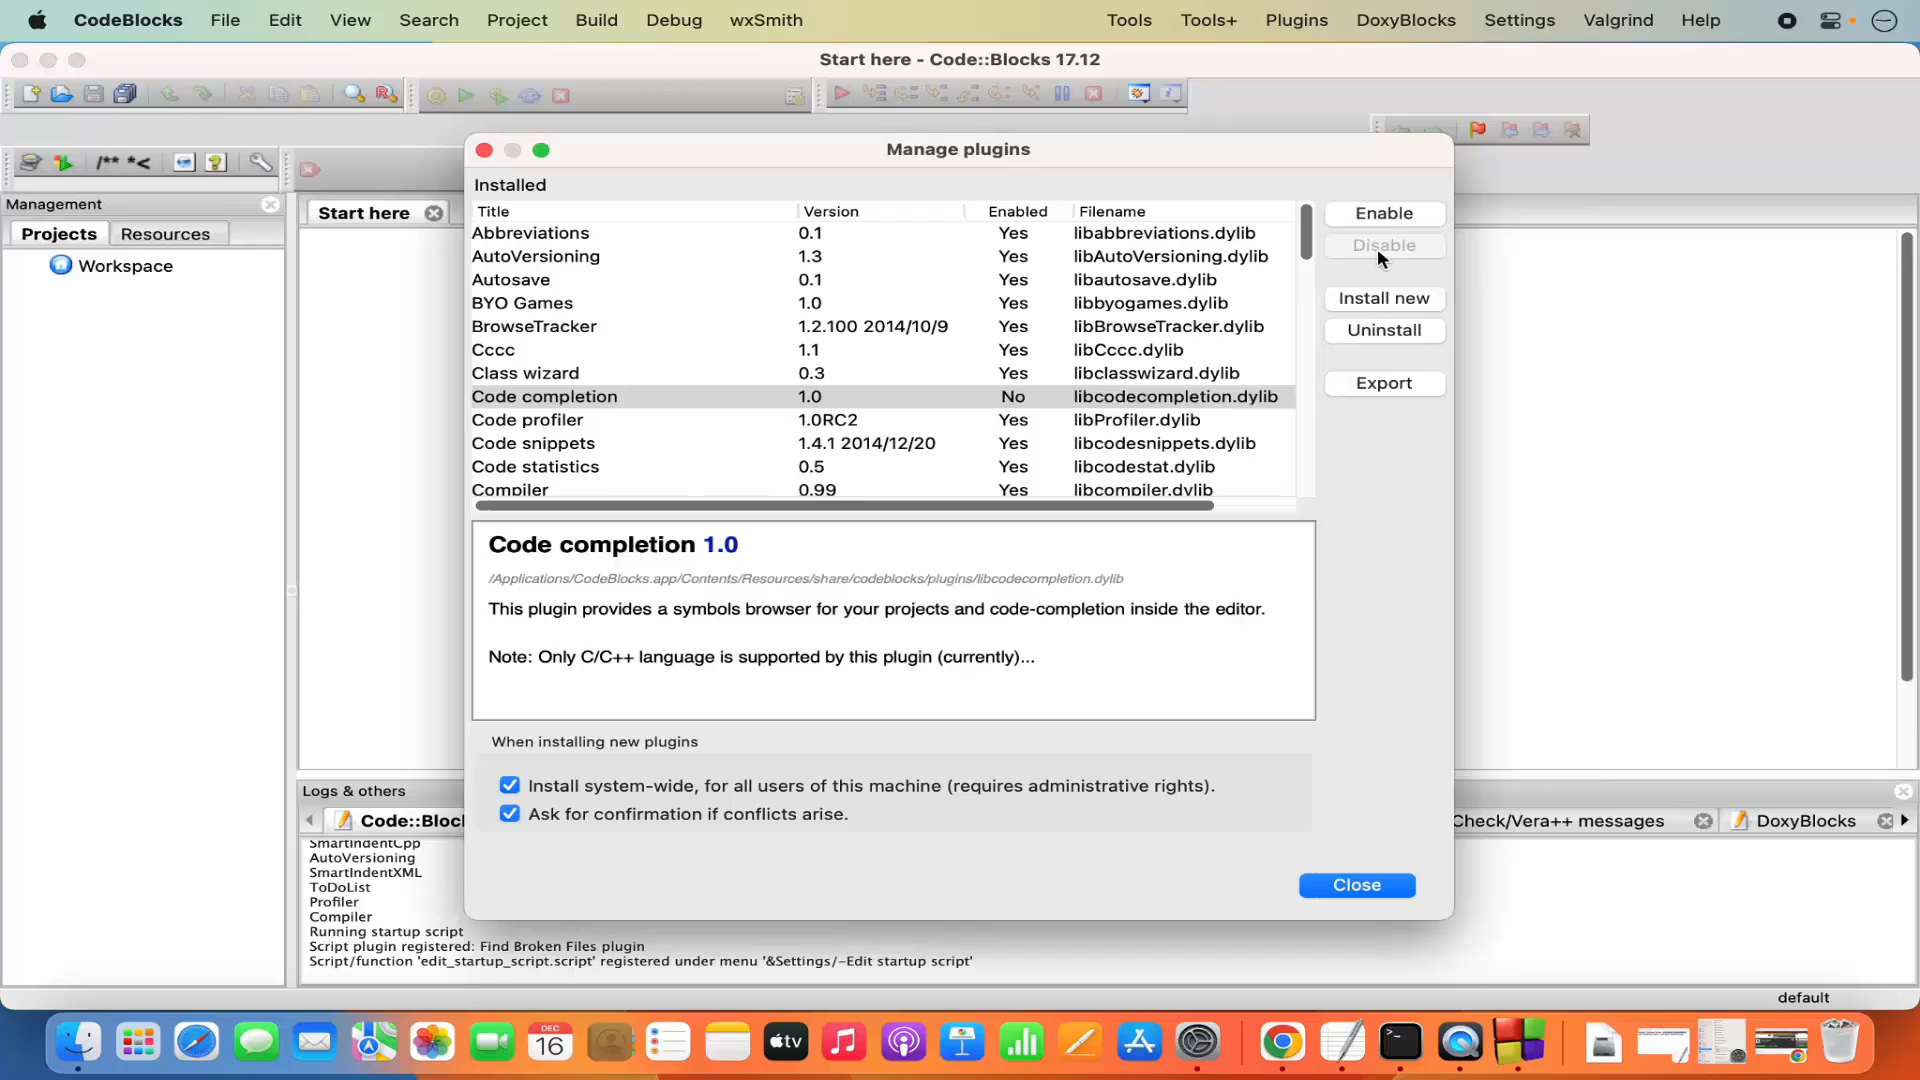 CodeBlocks File Edit View Search Project Build Debug wxSmith Tools Tools+ Plugins DoxyBlocks Settings Valgrind Help
Start here - Code::Blocks 17.12
/** *<
Management
Projects Resources
Workspace
Start here
Manage plugins
Installed
Title Version Enabled Filename
Abbreviations 0.1 Yes libabbreviations.dylib
AutoVersioning 1.3 Yes libAutoVersioning.dylib
Autosave 0.1 Yes libautosave.dylib
BYO Games 1.0 Yes libbyogames.dylib
BrowseTracker 1.2.100 2014/10/9 Yes libBrowseTracker.dylib
Cccc 1.1 Yes libCccc.dylib
Class wizard 0.3 Yes libclasswizard.dylib
Code completion 1.0 No libcodecompletion.dylib
Code profiler 1.0RC2 Yes libProfiler.dylib
Code snippets 1.4.1 2014/12/20 Yes libcodesnippets.dylib
Code statistics 0.5 Yes libcodestat.dylib
Compiler 0.99 Yes libcompiler.dylib
Enable
Disable
Install new
Uninstall
Export
Code completion 1.0
/Applications/CodeBlocks.app/Contents/Resources/share/codeblocks/plugins/libcodecompletion.dylib
This plugin provides a symbols browser for your projects and code-completion inside the editor.
Note: Only C/C++ language is supported by this plugin (currently)...
When installing new plugins
Install system-wide, for all users of this machine (requires administrative rights).
Ask for confirmation if conflicts arise.
Close
Logs & others
Code::Bloc Check/Vera++ messages DoxyBlocks
SmartIndentCpp
AutoVersioning
SmartIndentXML
ToDoList
Profiler
Compiler
Running startup script
Script plugin registered: Find Broken Files plugin
Script/function 'edit_startup_script.script' registered under menu '&Settings/-Edit startup script'
default
DEC
16
tv